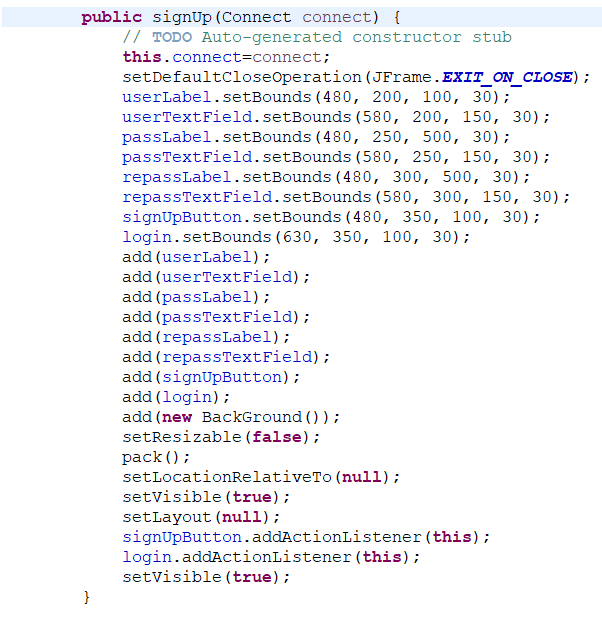 public signUp(Connect connect) {
// TODO Auto-generated constructor stub
this.connect=connect;
setDefaultCloseOperation(JFrame.EXIT_ON_CLOSE);
userLabel.setBounds(480, 200, 100, 30);
userTextField.setBounds(580, 200, 150, 30);
passLabel.setBounds(480, 250, 500, 30);
passTextField.setBounds(580, 250, 150, 30);
repassLabel.setBounds(480, 300, 500, 30);
repassTextField.setBounds(580, 300, 150, 30);
signUpButton.setBounds(480, 350, 100, 30);
login.setBounds(630, 350, 100, 30);
add(userLabel);
add(userTextField);
add(passLabel);
add(passTextField);
add(repassLabel);
add(repassTextField);
add(signUpButton);
add(login);
add(new BackGround());
setResizable(false);
pack();
setLocationRelativeTo(null);
setVisible(true);
setLayout(null);
signUpButton.addActionListener(this);
login.addActionListener(this);
setVisible(true);
}